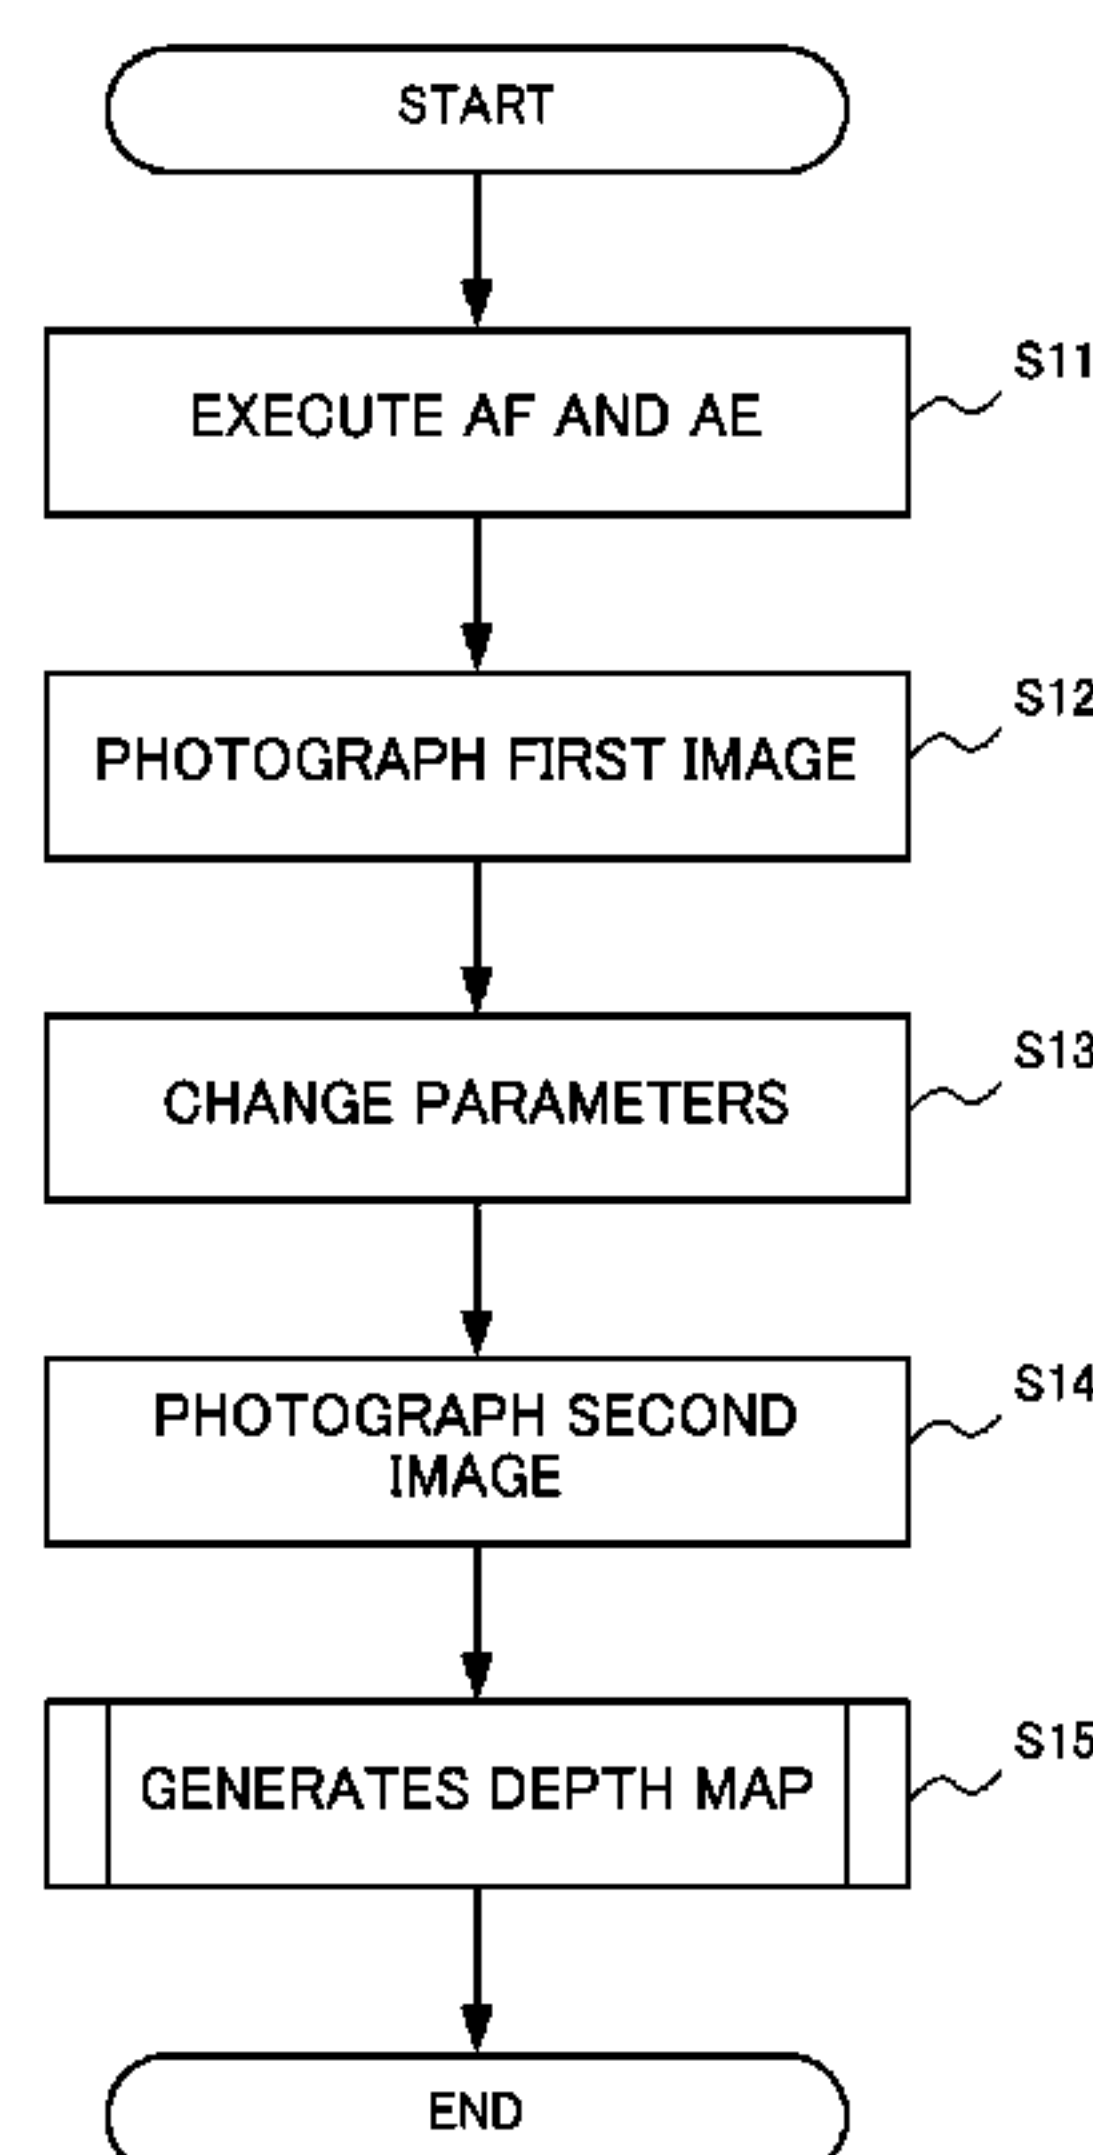 START
EXECUTE AF AND AE
S11
PHOTOGRAPH FIRST IMAGE
S12
CHANGE PARAMETERS
S13
PHOTOGRAPH SECOND
IMAGE
S14
GENERATES DEPTH MAP
S15
END